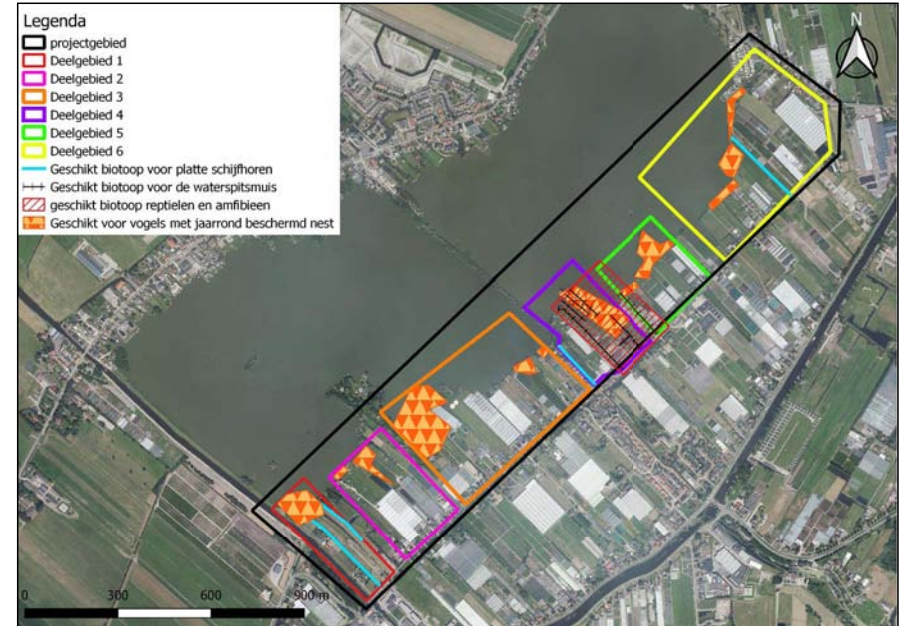 Legenda
projectgebied
Deelgebied 1
Deelgebied 2
Deelgebied 3
Deelgebied 4
Deelgebied 5
Deelgebied 6
Geschikt biotoop voor platte schijfhoren
Geschikt biotoop voor de waterspitsmuis
geschikt biotoop reptielen en amfibieen
Geschikt voor vogels met jaarrond beschermd nest
N
0 300 600 900 m